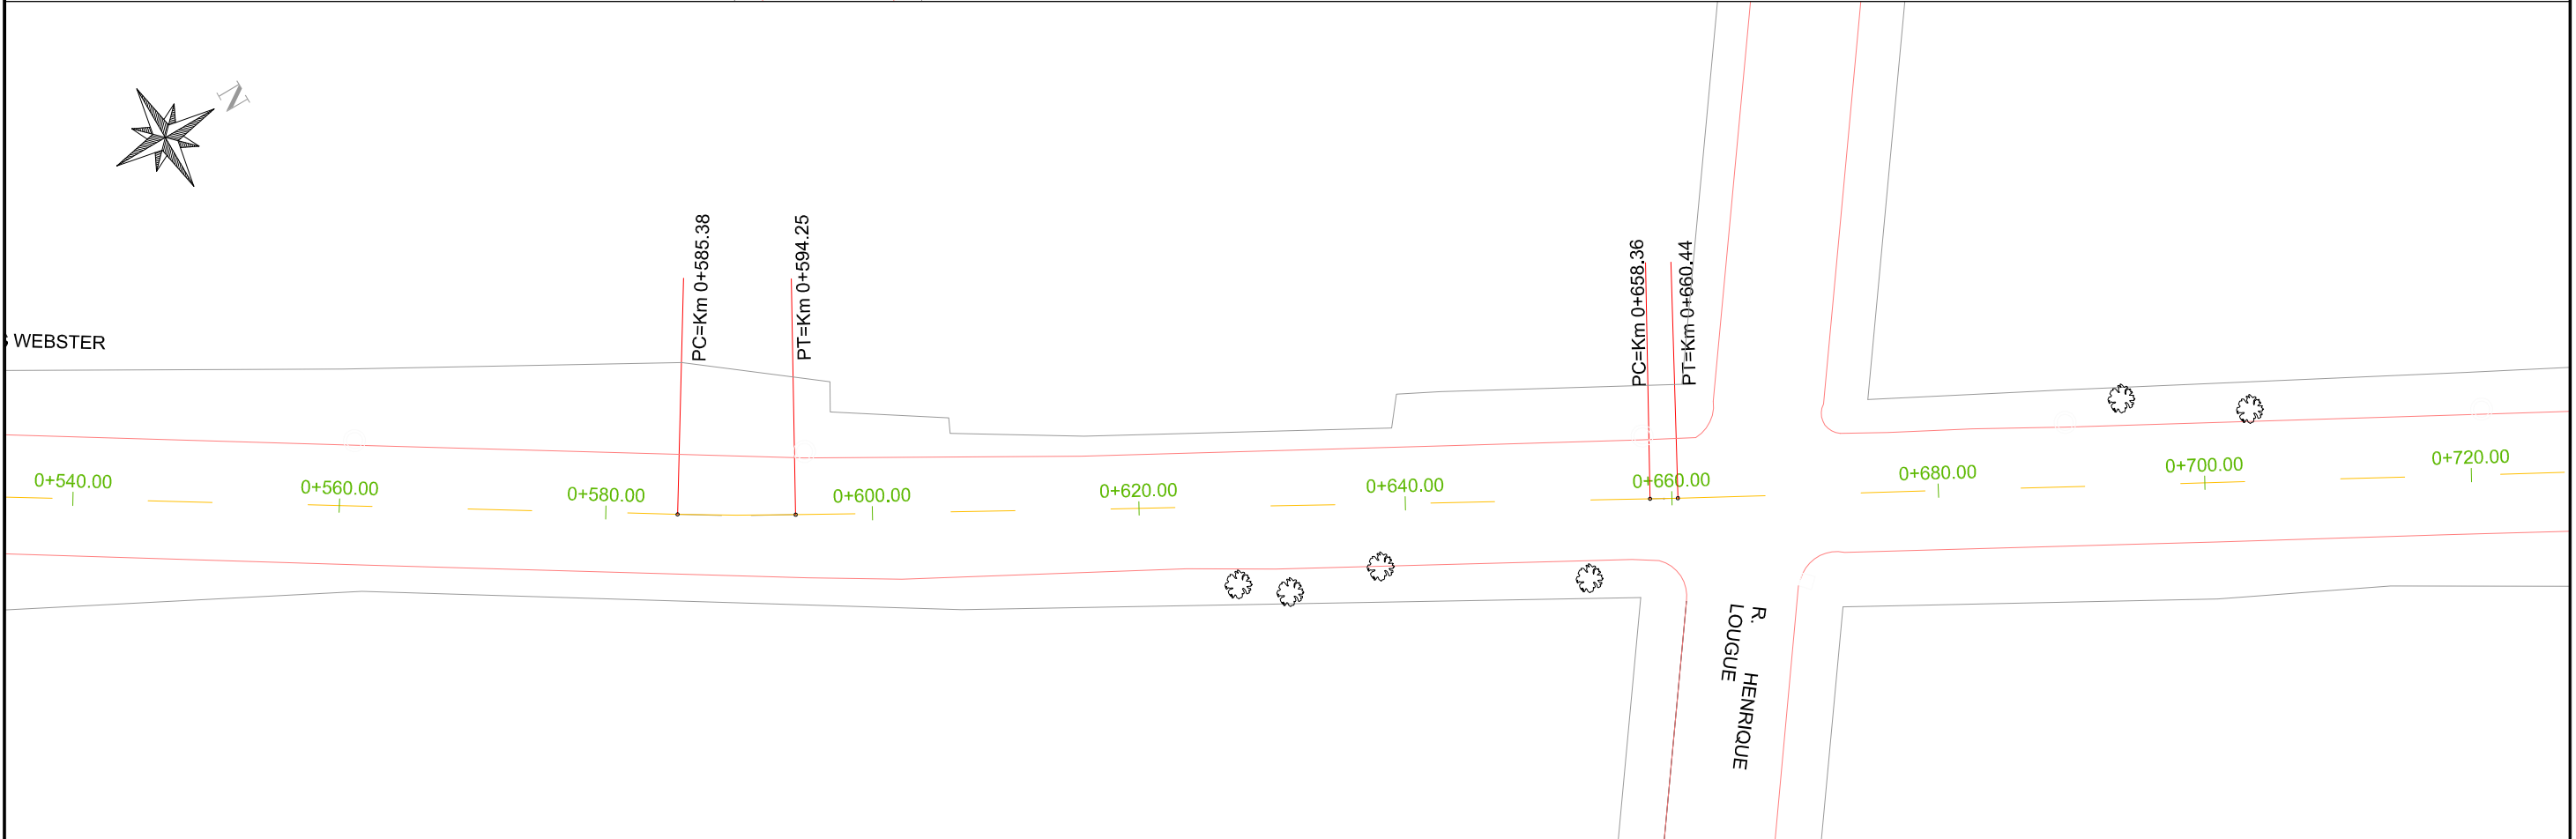 N
PC=Km 0+585.38
PT=Km 0+594.25
PC=Km 0+658.36
PT=Km 0+660.44
WEBSTER
0+540.00
0+560.00
0+580.00
0+600.00
0+620.00
0+640.00
0+660.00
0+680.00
0+700.00
0+720.00
R. HENRIQUE
LOUGUE